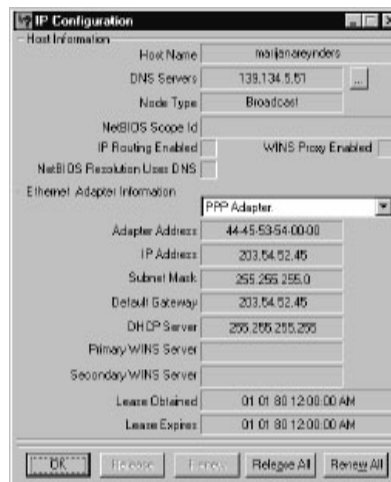 IP Configuration
Host Information
Host Name marijanareynders
DNS Servers 139.134.5.51 ...
Node Type Broadcast
NetBIOS Scope Id
IP Routing Enabled WINS Proxy Enabled
NetBIOS Resolution Uses DNS
Ethernet Adapter Information
PPP Adapter.
Adapter Address 44-45-53-54-00-00
IP Address 203.54.52.45
Subnet Mask 255.255.255.0
Default Gateway 203.54.52.45
DHCP Server 255.255.255.255
Primary WINS Server
Secondary WINS Server
Lease Obtained 01 01 80 12:00:00 AM
Lease Expires 01 01 80 12:00:00 AM
OK Release Renew Release All Renew All